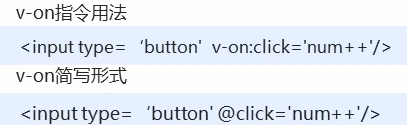 v-on指令用法
<input type= ‘button' v-on:click='num++'/>
v-on简写形式
<input type= ‘button' @click='num++'/>